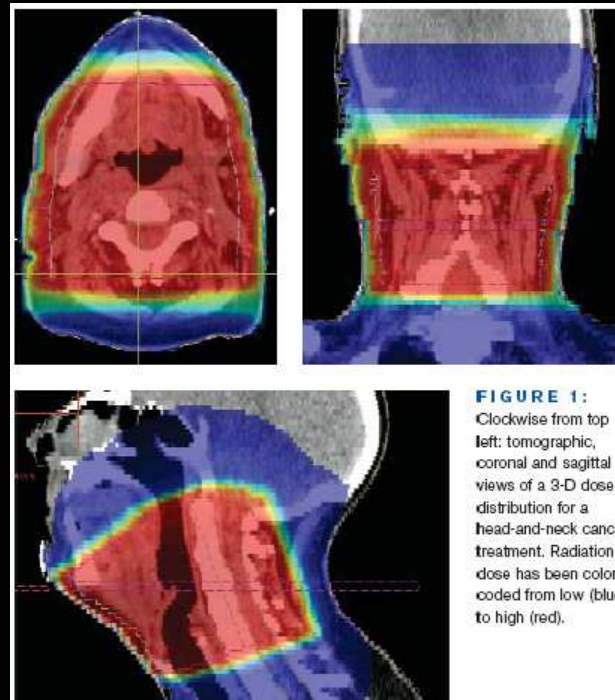 FIGURE 1:
Clockwise from top
left: tomographic,
coronal and sagittal
views of a 3-D dose
distribution for a
head-and-neck canc
treatment. Radiation
dose has been color
coded from low (blu
to high (red).